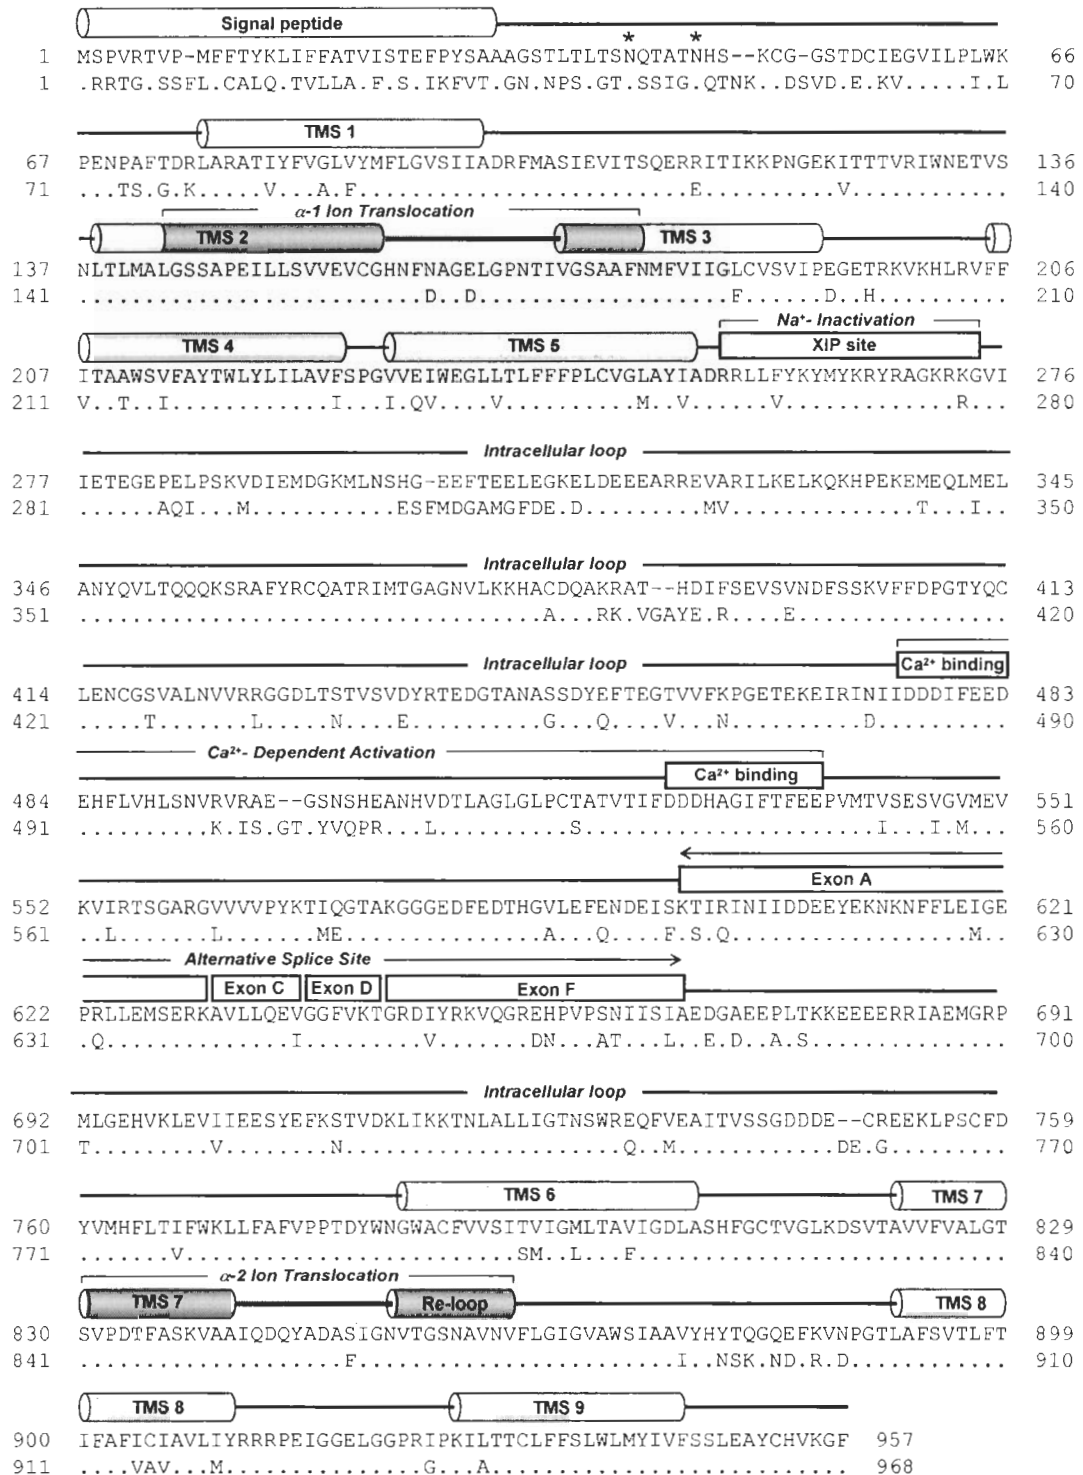 Signal peptide
* *
1 MSPVRTVP-MFFTYKLIFFATVISTEFPYSAAAGSTLTLTSNQTATNHS--KCG-GSTDCIEGVILPLWK 66
1 .RRTG.SSFL.CALQ.TVLLA.F.S.IKFVT.GN.NPS.GT.SSIG.QTNK..DSVD.E.KV.....I.L 70
TMS 1
67 PENPAFTDRLARATIYFVGLVYMFLGVSIIADRFMASIEVITSQERRITIKKPNGEKITTTVRIWNETVS 136
71 ...TS.G.K.....V...A.F.........................E..........V............ 140
α-1 Ion Translocation
TMS 2 TMS 3
137 NLTLMALGSSAPEILLSVVEVCGHNFNAGELGPNTIVGSAAFNMFVIIGLCVSVIPEGETRKVKHLRVFF 206
141 ..........................D..E...................F......D..H.......... 210
Na⁺- Inactivation
TMS 4 TMS 5 XIP site
207 ITAAWSVFAYTWLYLILAVFSPGVVEIWEGLLTLFFFPLCVGLAYIADRRLLFYKYMYKRYRAGKRKGVI 276
211 V..T..I...........F...I.QV....V.........M..V......V............R... 280
Intracellular loop
277 IETEGEPELPSKVDIEMDGKMLNSHG-EEFTEELEGKELDEEEARREVARILKELKQKHPEKEMEQLMEL 345
281 ......AQI...M...........ESFMDGAMGFDE.D.........MV..............T...I.. 350
Intracellular loop
346 ANYQVLTQQQKSRAFYRCQATRIMTGAGNVLKKHACDQAKRAT--HDIFSEVSVNDFSSKVFFDPGTYQC 413
351 ...................................A...RK.VGAYE.R....E................ 420
Intracellular loop Ca²⁺ binding
414 LENCGSVALNVVRRGGDLTSTVSVDYRTEDGTANASSDYEFTEGTVVFKPGETEKEIRINIIDDDIFEED 483
421 .....T.......L.....N....E..........G...Q....V...N..........D.......... 490
Ca²⁺- Dependent Activation
Ca²⁺ binding
484 EHFLVHLSNVRVRAE--GSNSHEANHVDTLAGLGLPCTATVTIFDDDHAGIFTFEEPVMTVSESVGVMEV 551
491 ..........K.IS.GT.YVQPR...L..........S......................I...I.M... 560
Exon A
552 KVIRTSGARGVVVVPYKTIQGTAKGGGEDFEDTHGVLEFENDEISKTIRINIIDDEEYEKNKNFFLEIGE 621
561 ..L.......L.......ME...............A...Q....F.S.Q..................M... 630
Alternative Splice Site
Exon C Exon D Exon F
622 PRLLEMSERKAVLLQEVGGFVKTGRDIYRKVQGREHPVPSNIISIAEDGAEEPLTKKEEEERRIAEMGRP 691
631 .Q..............I.........V.......DN...AT...L..E.D..A.S............... 700
Intracellular loop
692 MLGEHVKLEVIIEESYEFKSTVDKLIKKTNLALLIGTNSWREQFVEAITVSSGDDDE--CREEKLPSCFD 759
701 T.........V........N.....................Q..M............DE.G......... 770
TMS 6 TMS 7
760 YVMHFLTIFWKLLFAFVPPTDYWNGWACFVVSITVIGMLTAVIGDLASHFGCTVGLKDSVTAVVFVALGT 829
771 .......V.........................SM..L...F............................ 840
α-2 Ion Translocation
TMS 7 Re-loop TMS 8
830 SVPDTFASKVAAIQDQYADASIGNVTGSNAVNVFLGIGVAWSIAAVYHYTQGQEFKVNPGTLAFSVTLFT 899
841 ....................F........................I..NSK.ND.R.D............ 910
TMS 8 TMS 9
900 IFAFICIAVLIYRRRPEIGGELGGPRIPKILTTCLFFSLWLMYIVFSSLEAYCHVKGF 957
911 ....VAV...M...............G...A........................... 968